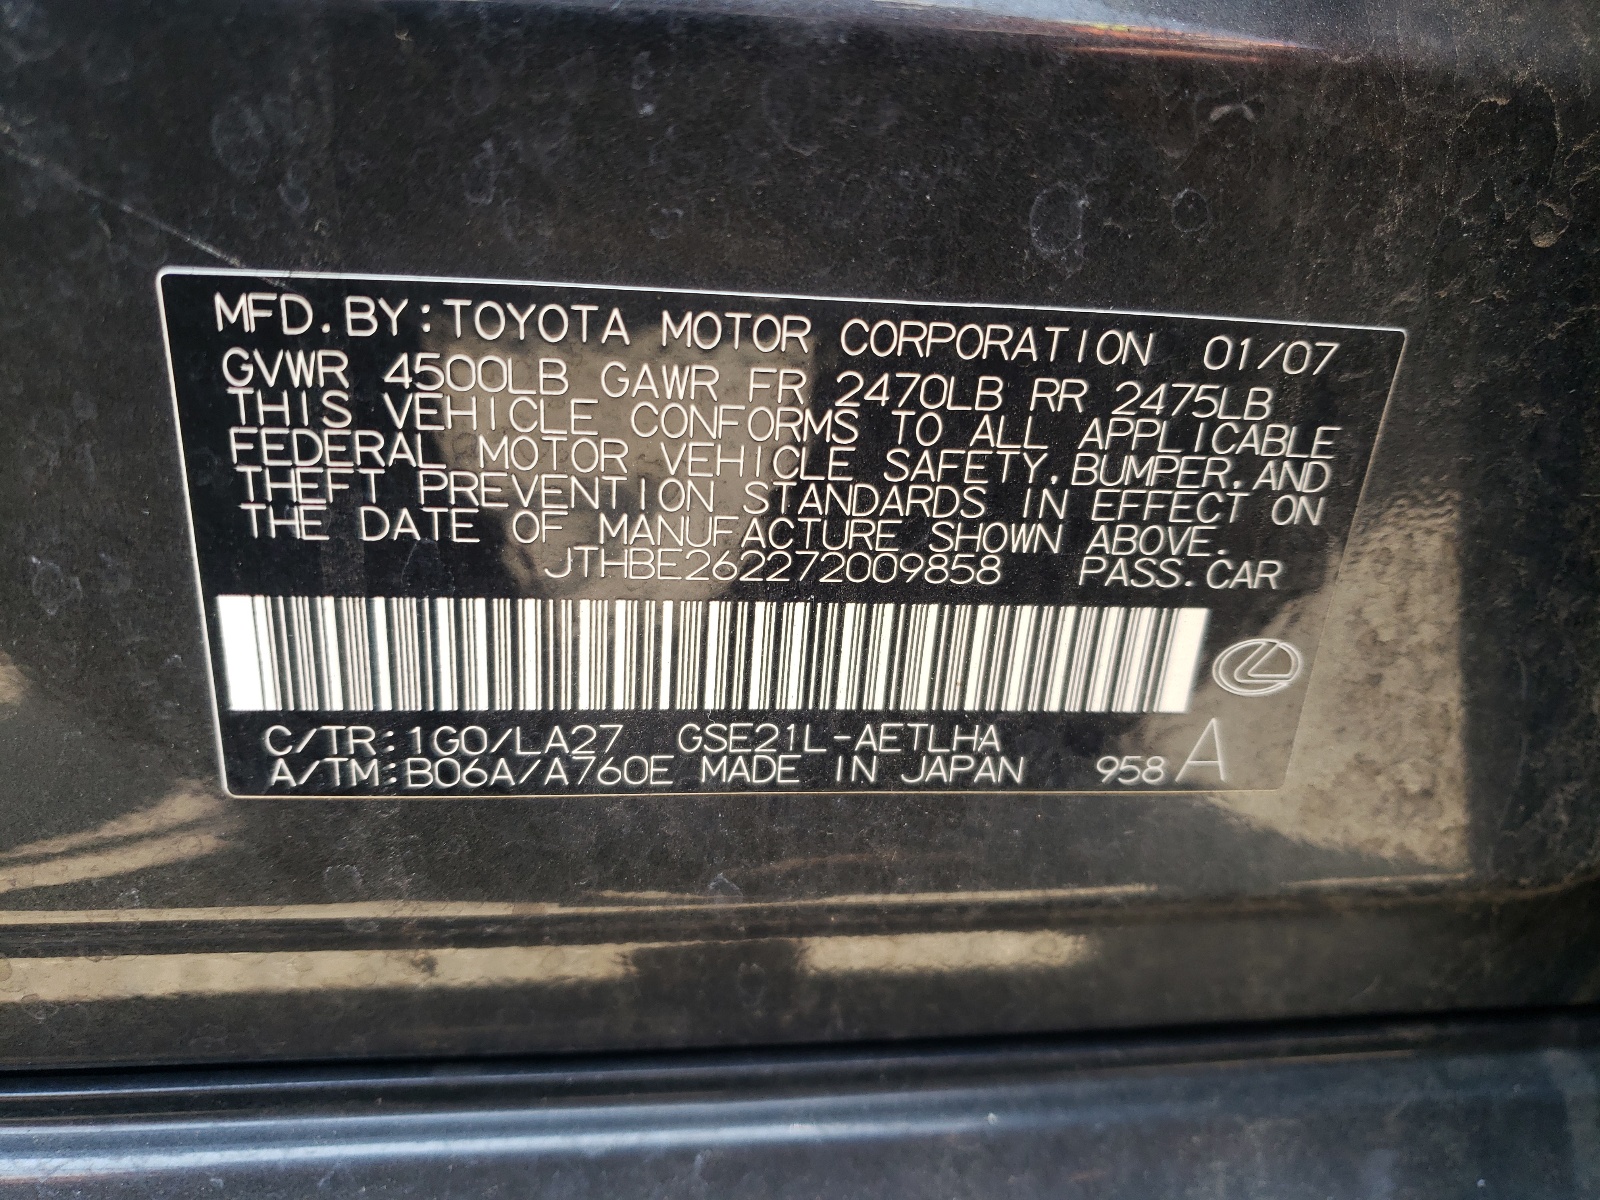 MFD.BY:TOYOTA MOTOR CORPORATION 01/07
GVWR 4500LB GAWR FR 2470LB RR 2475LB
THIS VEHICLE CONFORMS TO ALL APPLICABLE
FEDERAL MOTOR VEHICLE SAFETY,BUMPER,AND
THEFT PREVENTION STANDARDS IN EFFECT ON
THE DATE OF MANUFACTURE SHOWN ABOVE.
JTHBE262272009858 PASS.CAR
C/TR:1G0/LA27 GSE21L-AETLHA
A/TM:B06A/A760E MADE IN JAPAN 958 A